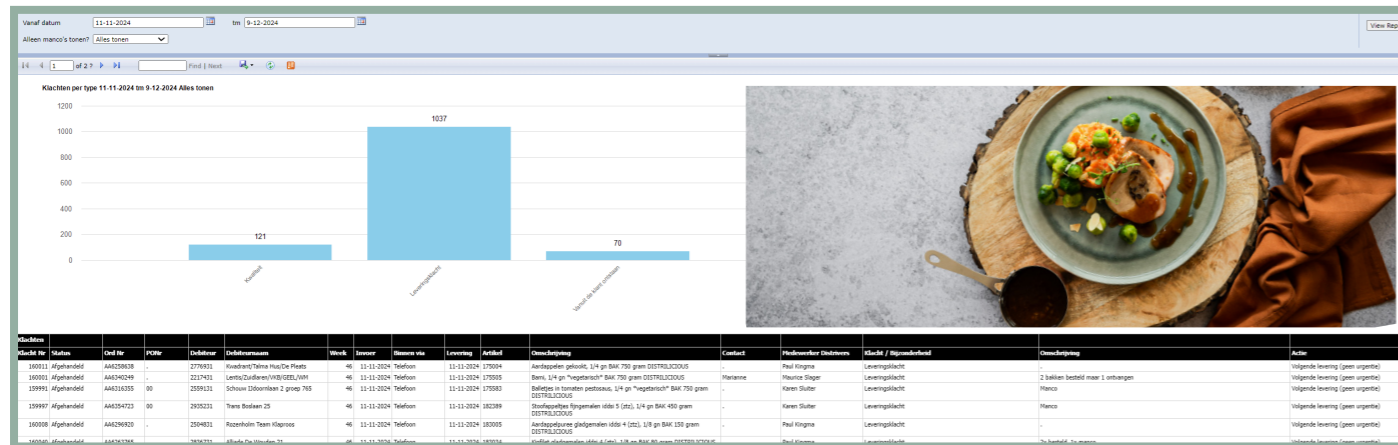 Vanaf datum 11-11-2024 tm 9-12-2024
View Rep
Alleen manco's tonen? Alles tonen
1 of 2 ? Find | Next
Klachten per type 11-11-2024 tm 9-12-2024 Alles tonen
1200
1000
800
600
400
200
0
121
1037
70
Kwaliteit
Leveringsklacht
Vanuit de klant ontstaan
Klachten
Klacht Nr Status Ord Nr PONr Debiteur Debiteurnaam Week Invoer Binnen via Levering Artikel Omschrijving Contact Medewerker Distrivers Klacht / Bijzonderheid Omschrijving Actie
160011 Afgehandeld AA6258638 . 2776931 Kwadrant/Talma Hus/De Pleats 46 11-11-2024 Telefoon 11-11-2024 175004 Aardappelen gekookt, 1/4 gn BAK 750 gram DISTRILICIOUS . Paul Kingma Leveringsklacht . Volgende levering (geen urgentie)
160001 Afgehandeld AA6340249 . 2217431 Lentis/Zuidlaren/VKB/GEEL/WM 46 11-11-2024 Telefoon 11-11-2024 175505 Bami, 1/4 gn *vegetarisch* BAK 750 gram DISTRILICIOUS Marianne Maurice Slager Leveringsklacht 2 bakken besteld maar 1 ontvangen Volgende levering (geen urgentie)
159991 Afgehandeld AA6316355 00 2559131 Schouw IJdoornlaan 2 groep 765 46 11-11-2024 Telefoon 11-11-2024 175583 Balletjes in tomaten pestosaus, 1/4 gn *vegetarisch* BAK 750 gram DISTRILICIOUS . Karen Sluiter Leveringsklacht Manco Volgende levering (geen urgentie)
159997 Afgehandeld AA6354723 00 2935231 Trans Boslaan 25 46 11-11-2024 Telefoon 11-11-2024 182389 Stoofappeltjes fijngemalen iddsi 5 (ztz), 1/4 gn BAK 450 gram DISTRILICIOUS . Karen Sluiter Leveringsklacht Manco Volgende levering (geen urgentie)
160008 Afgehandeld AA6296920 . 2504831 Rozenholm Team Klaproos 46 11-11-2024 Telefoon 11-11-2024 183005 Aardappelpuree gladgemalen iddsi 4 (ztz), 1/8 gn BAK 150 gram DISTRILICIOUS . Paul Kingma Leveringsklacht . Volgende levering (geen urgentie)